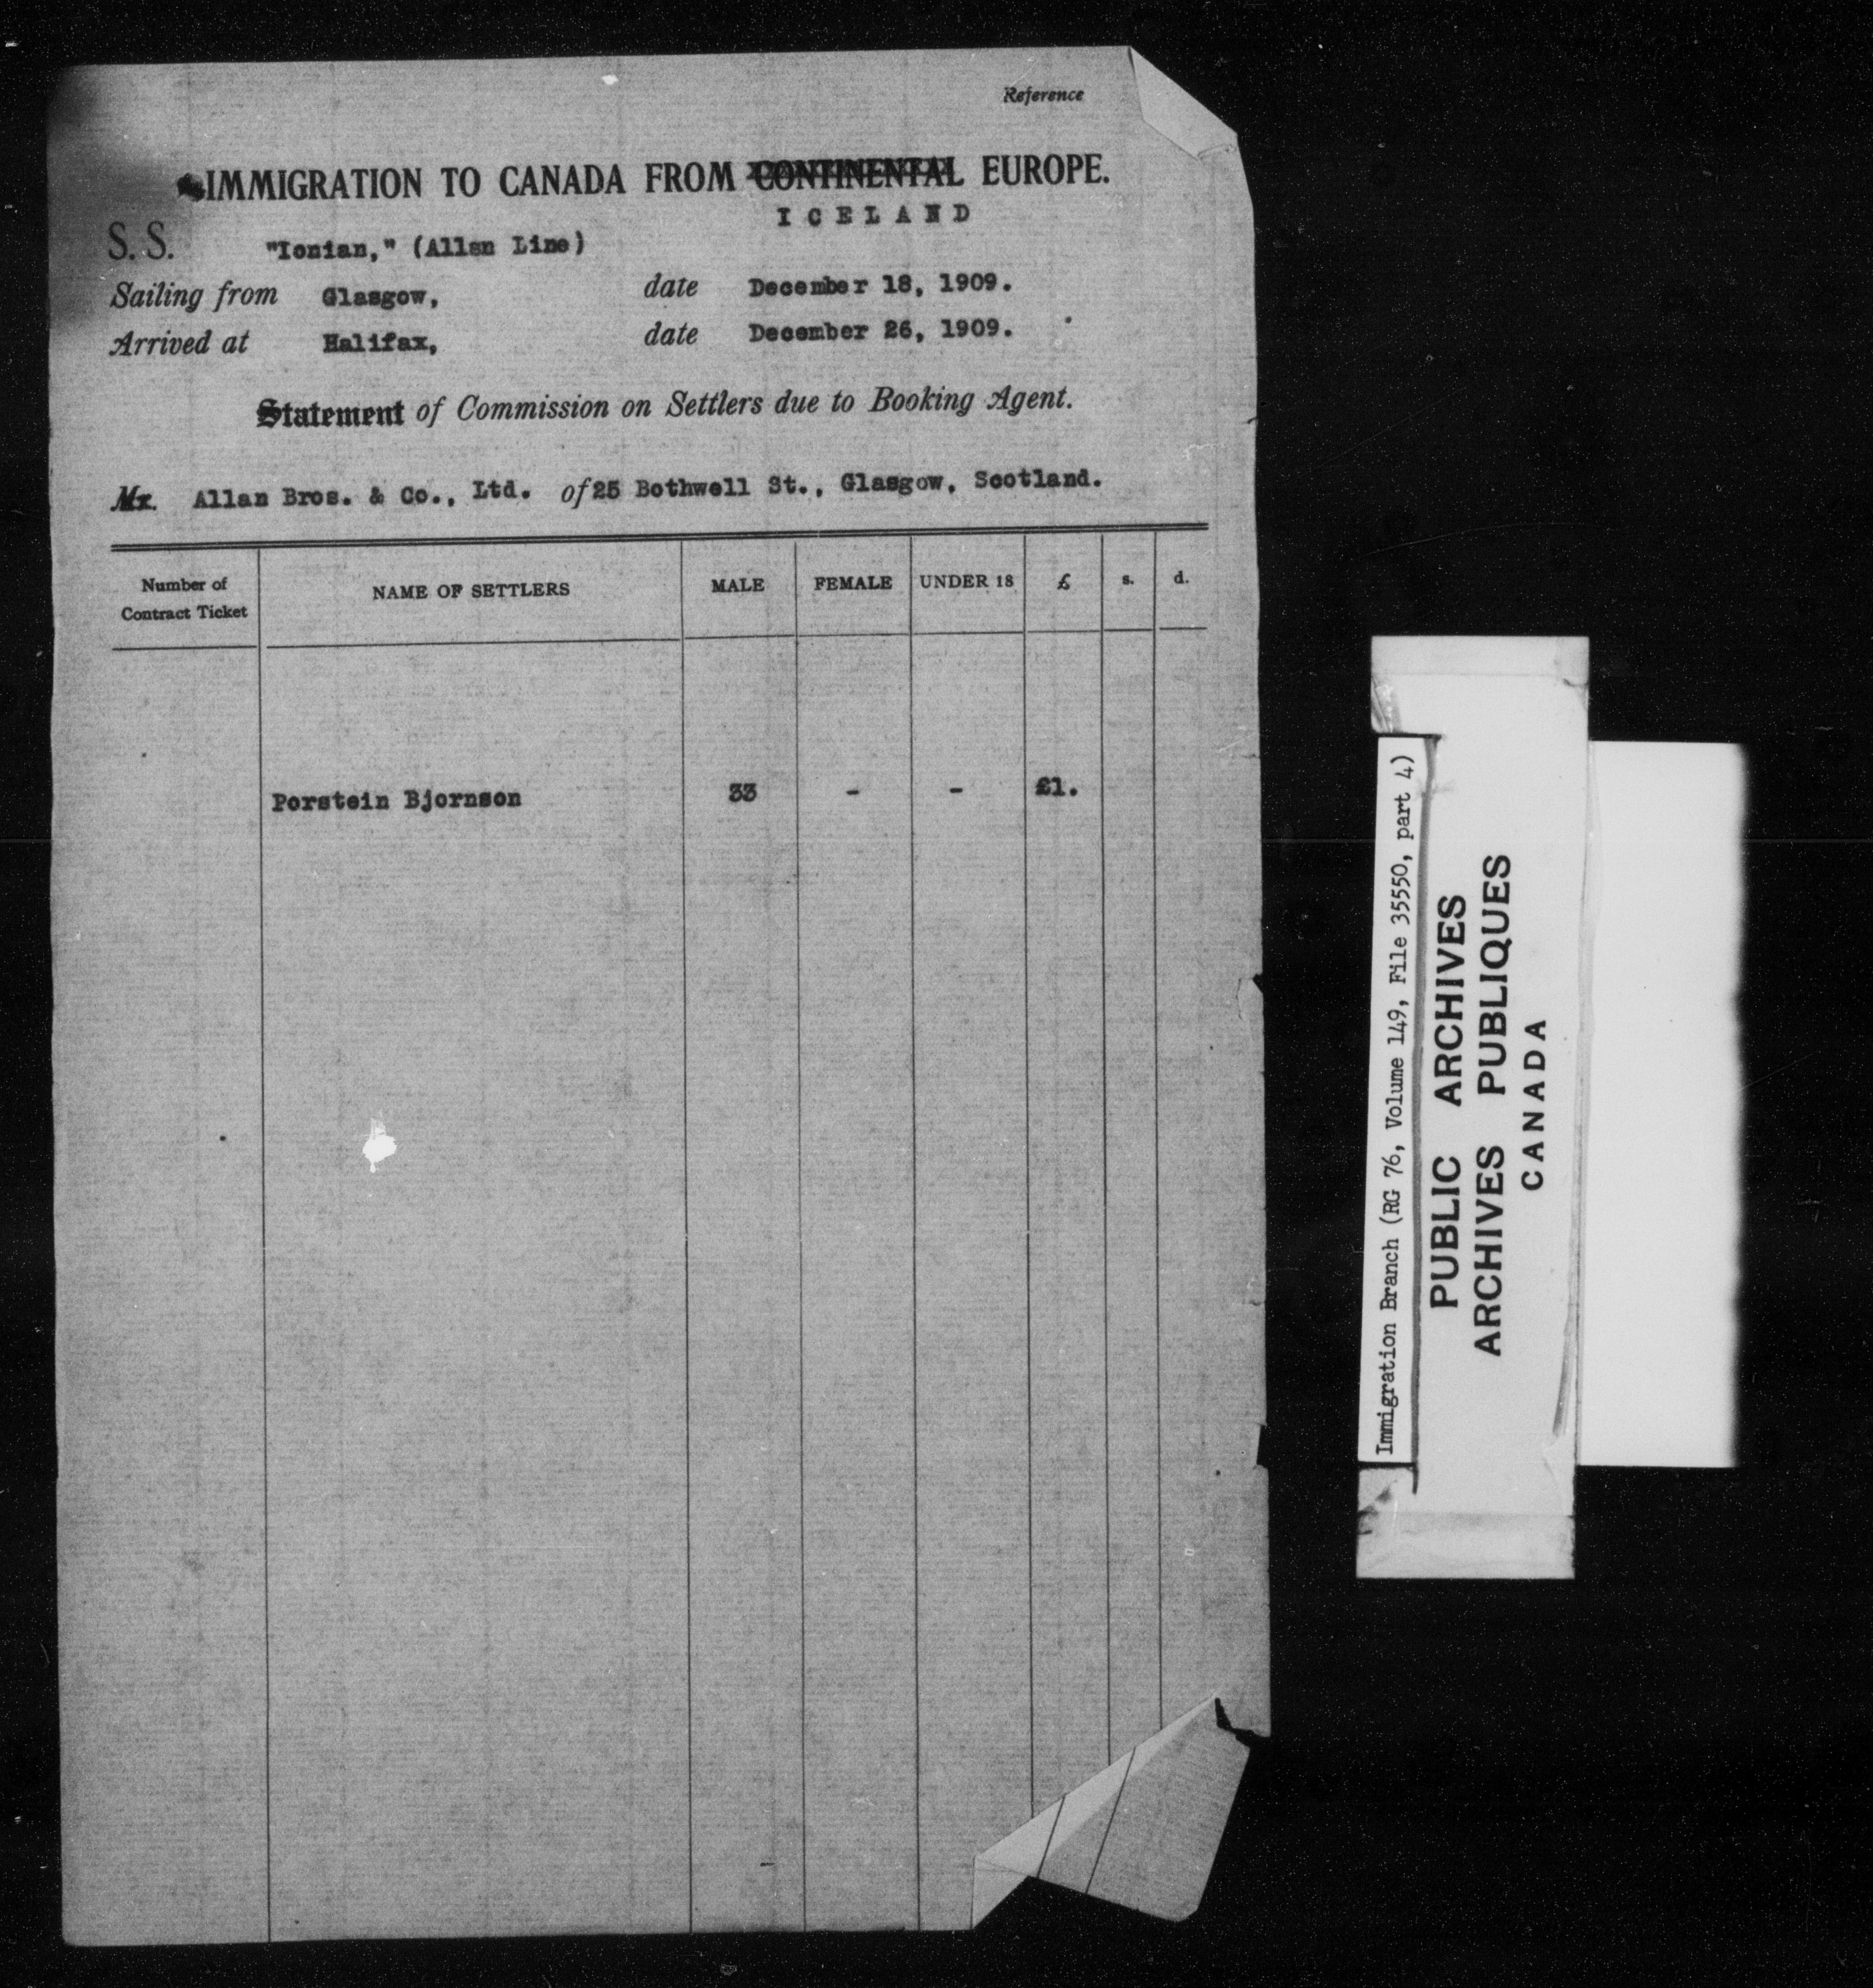 Reference
IMMIGRATION TO CANADA FROM CONTINENTAL EUROPE.
ICELAND
S.S. "Ionian," (Allan Line)
Sailing from Glasgow, date December 18, 1909.
Arrived at Halifax, date December 26, 1909.
Statement of Commission on Settlers due to Booking Agent.
Mr. Allan Bros. & Co., Ltd. of 25 Bothwell St., Glasgow, Scotland.
Number of Contract Ticket NAME OF SETTLERS MALE FEMALE UNDER 18 £ s. d.
Porstein Bjornson 33 - - £1.
Immigration Branch (RG 76, Volume 149, File 35550, part 4)
PUBLIC ARCHIVES
ARCHIVES PUBLIQUES
CANADA